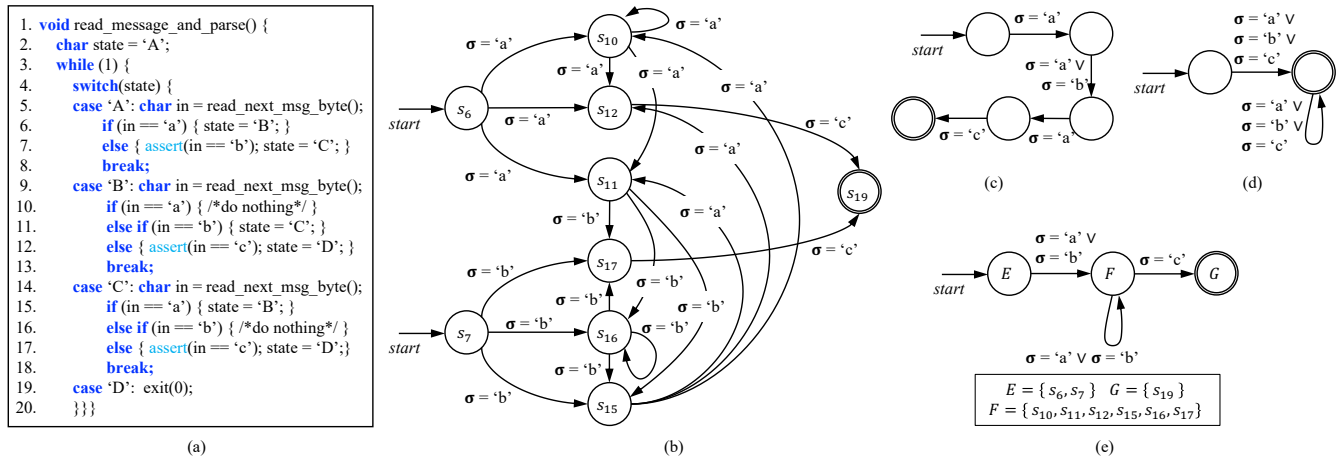 1. void read_message_and_parse() {
2. char state = ‘A’;
3. while (1) {
4. switch(state) {
5. case ‘A’: char in = read_next_msg_byte();
6. if (in == ‘a’) { state = ‘B’; }
7. else { assert(in == ‘b’); state = ‘C’; }
8. break;
9. case ‘B’: char in = read_next_msg_byte();
10. if (in == ‘a’) { /*do nothing*/ }
11. else if (in == ‘b’) { state = ‘C’; }
12. else { assert(in == ‘c’); state = ‘D’; }
13. break;
14. case ‘C’: char in = read_next_msg_byte();
15. if (in == ‘a’) { state = ‘B’; }
16. else if (in == ‘b’) { /*do nothing*/ }
17. else { assert(in == ‘c’); state = ‘D’;}
18. break;
19. case ‘D’: exit(0);
20. }}}
(a)
s10
σ = ‘a’
σ = ‘a’
σ = ‘a’
σ = ‘a’
s6
start
σ = ‘a’
s12
σ = ‘c’
σ = ‘a’
σ = ‘a’
s11
σ = ‘a’
s19
σ = ‘b’
s17
σ = ‘c’
σ = ‘b’
σ = ‘b’
σ = ‘b’
σ = ‘b’
s7
start
σ = ‘b’
s16
σ = ‘b’
σ = ‘b’
σ = ‘b’
s15
(b)
σ = ‘a’
start
σ = ‘a’ ∨
σ = ‘b’
σ = ‘c’
σ = ‘a’
(c)
σ = ‘a’ ∨
σ = ‘b’ ∨
σ = ‘c’
start
σ = ‘a’ ∨
σ = ‘b’ ∨
σ = ‘c’
(d)
σ = ‘a’ ∨
σ = ‘b’
σ = ‘c’
E
F
G
start
σ = ‘a’ ∨ σ = ‘b’
E = {s6, s7} G = {s19}
F = {s10, s11, s12, s15, s16, s17}
(e)